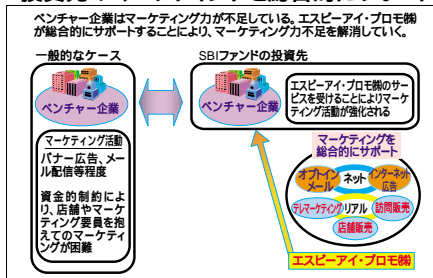 ベンチャー企業はマーケティング力が不足している。エスピーアイ・プロモ㈱
が総合的にサポートすることにより、マーケティング力不足を解消していく。
一般的なケース
ベンチャー企業
マーケティング活動
バナー広告、メー
ル配信等程度
資金的制約によ
り、店舗やマーケ
ティング要員を抱
えてのマーケティ
ングが困難
SBIファンドの投資先
ベンチャー企業
エスピーアイ・プロモ㈱のサー
ビスを受けることによりマーケ
ティング活動が強化される
マーケティングを
総合的にサポート
オプトイン
メール
ネット
インターネット
広告
テレマーケティング
リアル
訪問販売
店舗販売
エスピーアイ・プロモ㈱